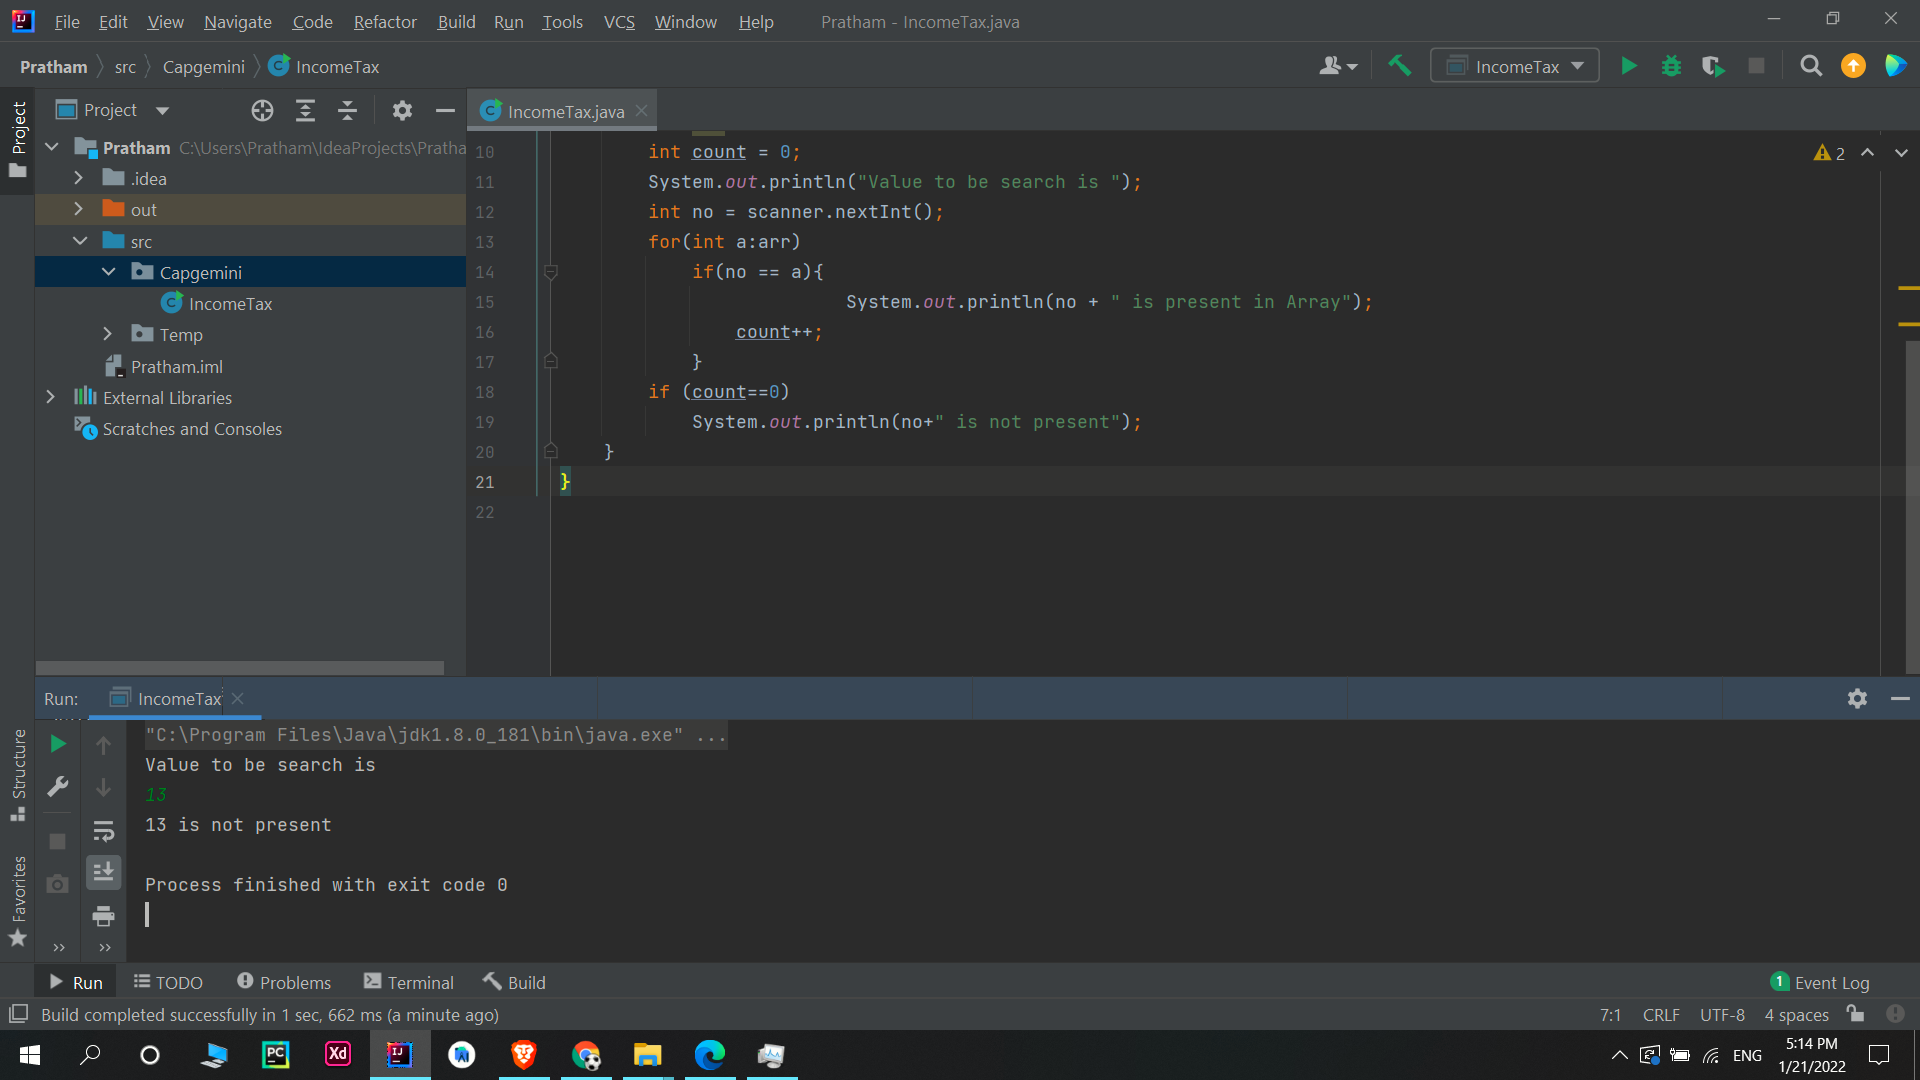 File Edit View Navigate Code Refactor Build Run Tools VCS Window Help Pratham - IncomeTax.java
Pratham src Capgemini IncomeTax
IncomeTax
Project
Project
Pratham C:\Users\Pratham\IdeaProjects\Pratha
.idea
out
src
Capgemini
IncomeTax
Temp
Pratham.iml
External Libraries
Scratches and Consoles
IncomeTax.java
2
10 int count = 0;
11 System.out.println("Value to be search is ");
12 int no = scanner.nextInt();
13 for(int a:arr)
14 if(no == a){
15 System.out.println(no + " is present in Array");
16 count++;
17 }
18 if (count==0)
19 System.out.println(no+" is not present");
20 }
21 }
22
Run: IncomeTax
Structure
Favorites
"C:\Program Files\Java\jdk1.8.0_181\bin\java.exe" ...
Value to be search is
13
13 is not present
Process finished with exit code 0
Run TODO Problems Terminal Build 1 Event Log
Build completed successfully in 1 sec, 662 ms (a minute ago) 7:1 CRLF UTF-8 4 spaces
PC Xd IJ ENG 5:14 PM
1/21/2022